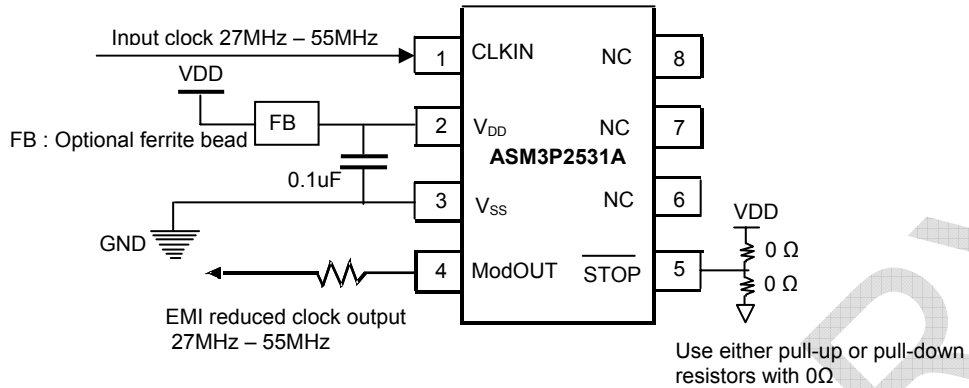 Input clock 27MHz – 55MHz
VDD
FB : Optional ferrite bead
FB
0.1uF
GND
EMI reduced clock output
27MHz – 55MHz
1 CLKIN NC 8
2 VDD NC 7
ASM3P2531A
3 VSS NC 6
4 ModOUT STOP 5
VDD
0 Ω
0 Ω
Use either pull-up or pull-down
resistors with 0Ω